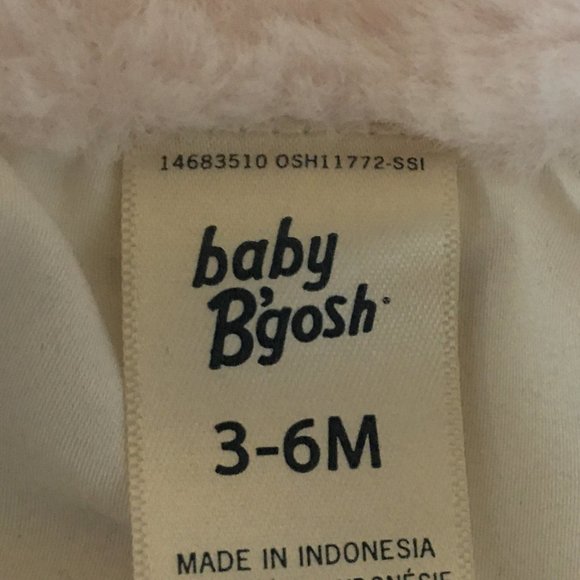 14683510 OSH11772-SSI
baby
B'gosh
3-6M
MADE IN INDONESIA